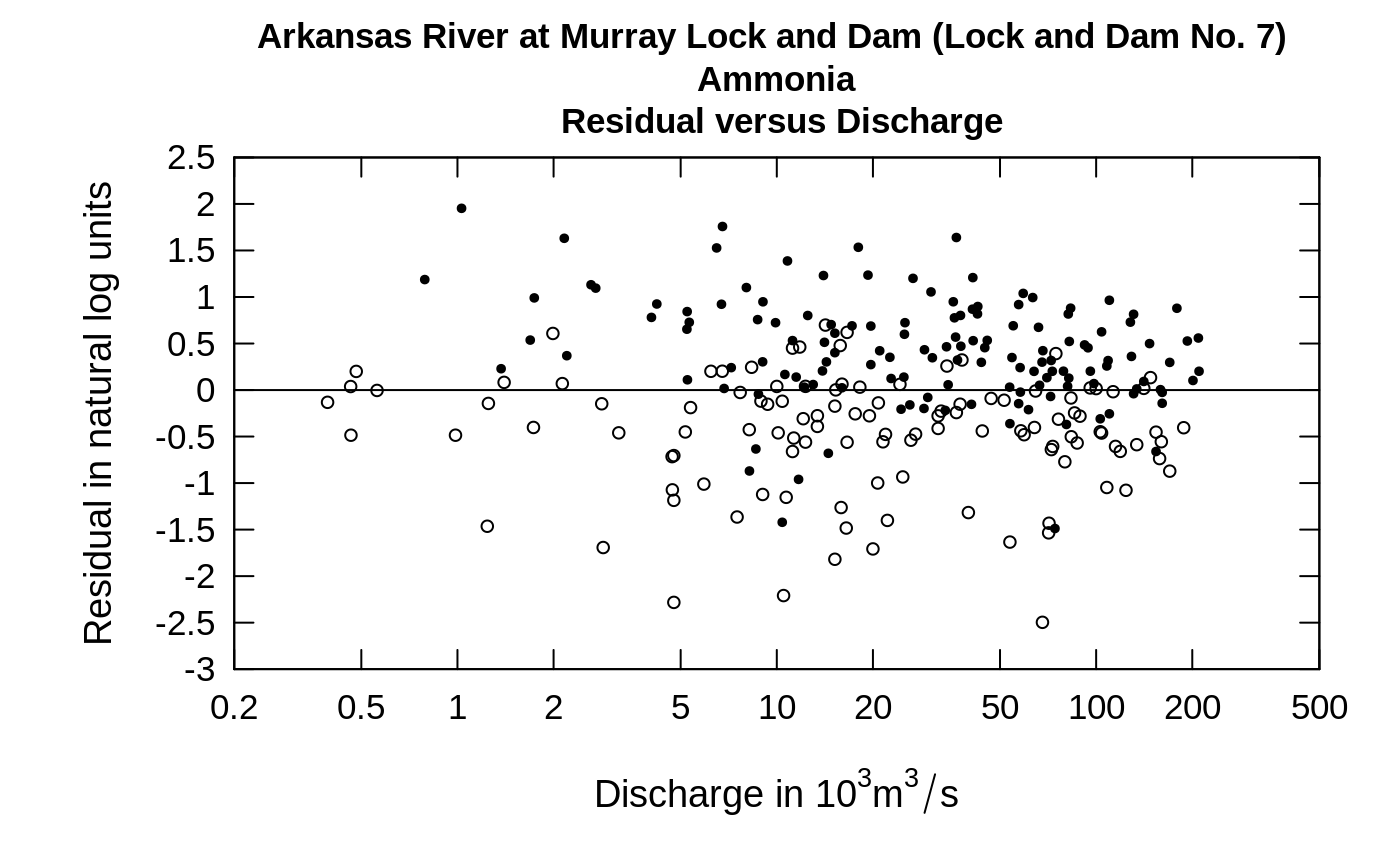 Arkansas River at Murray Lock and Dam (Lock and Dam No. 7)
Ammonia
Residual versus Discharge
Residual in natural log units
2.5
2
1.5
1
0.5
0
-0.5
-1
-1.5
-2
-2.5
-3
0.2 0.5 1 2 5 10 20 50 100 200 500
Discharge in 10³m³/s